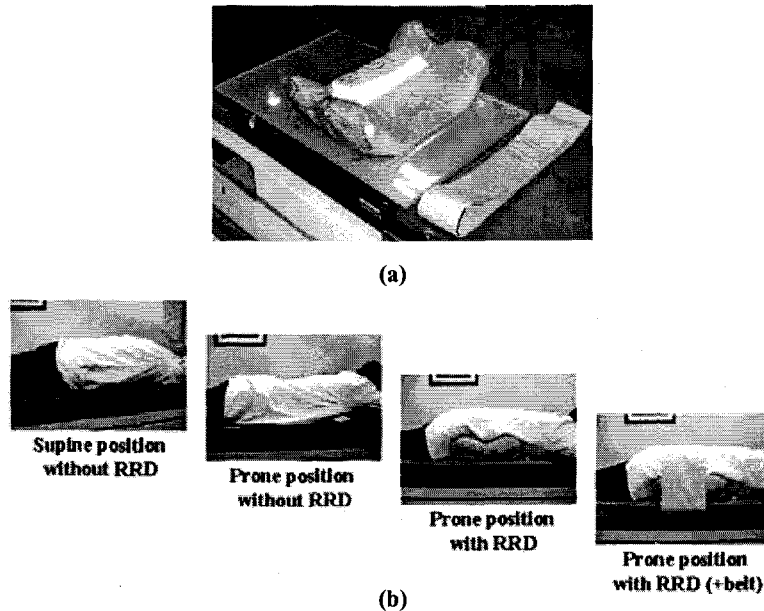 (a)
Supine position
without RRD
Prone position
without RRD
Prone position
with RRD
Prone position
with RRD (+belt)
(b)